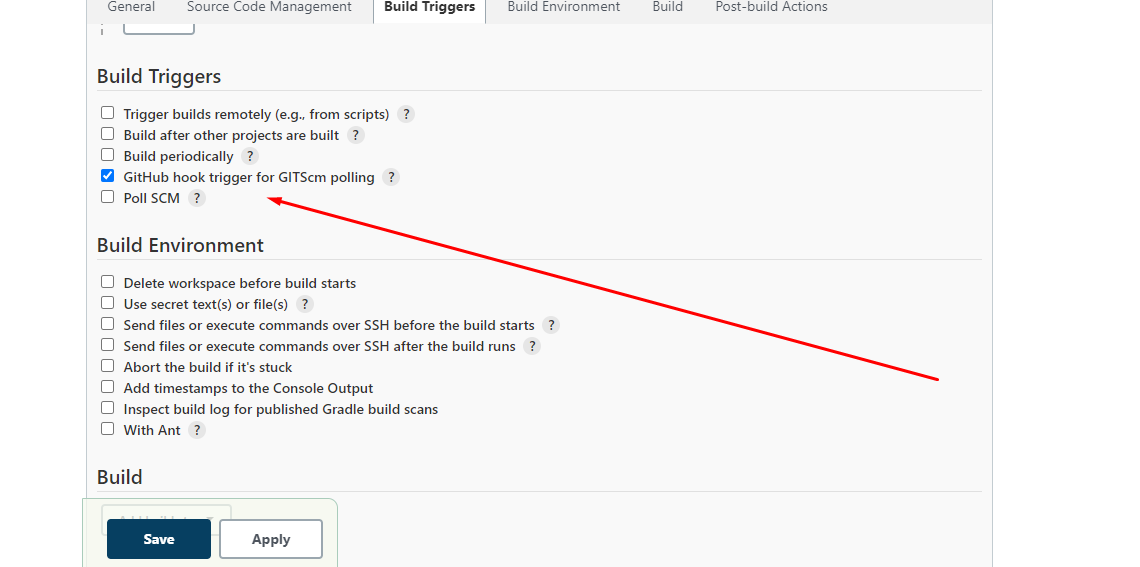 General Source Code Management Build Triggers Build Environment Build Post-build Actions
Build Triggers
Trigger builds remotely (e.g., from scripts) ?
Build after other projects are built ?
Build periodically ?
GitHub hook trigger for GITScm polling ?
Poll SCM ?
Build Environment
Delete workspace before build starts
Use secret text(s) or file(s) ?
Send files or execute commands over SSH before the build starts ?
Send files or execute commands over SSH after the build runs ?
Abort the build if it's stuck
Add timestamps to the Console Output
Inspect build log for published Gradle build scans
With Ant ?
Build
Save Apply